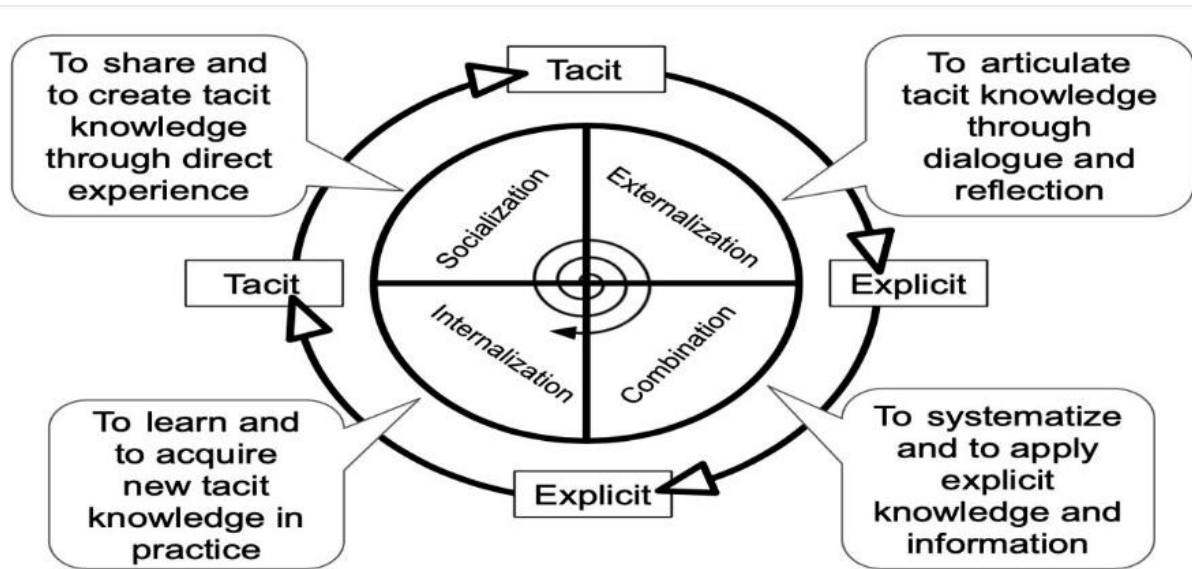 To share and
to create tacit
knowledge
through direct
experience
Tacit
To articulate
tacit knowledge
through
dialogue and
reflection
Socialization
Externalization
Tacit
Explicit
Internalization
Combination
To learn and
to acquire
new tacit
knowledge in
practice
Explicit
To systematize
and to apply
explicit
knowledge and
information